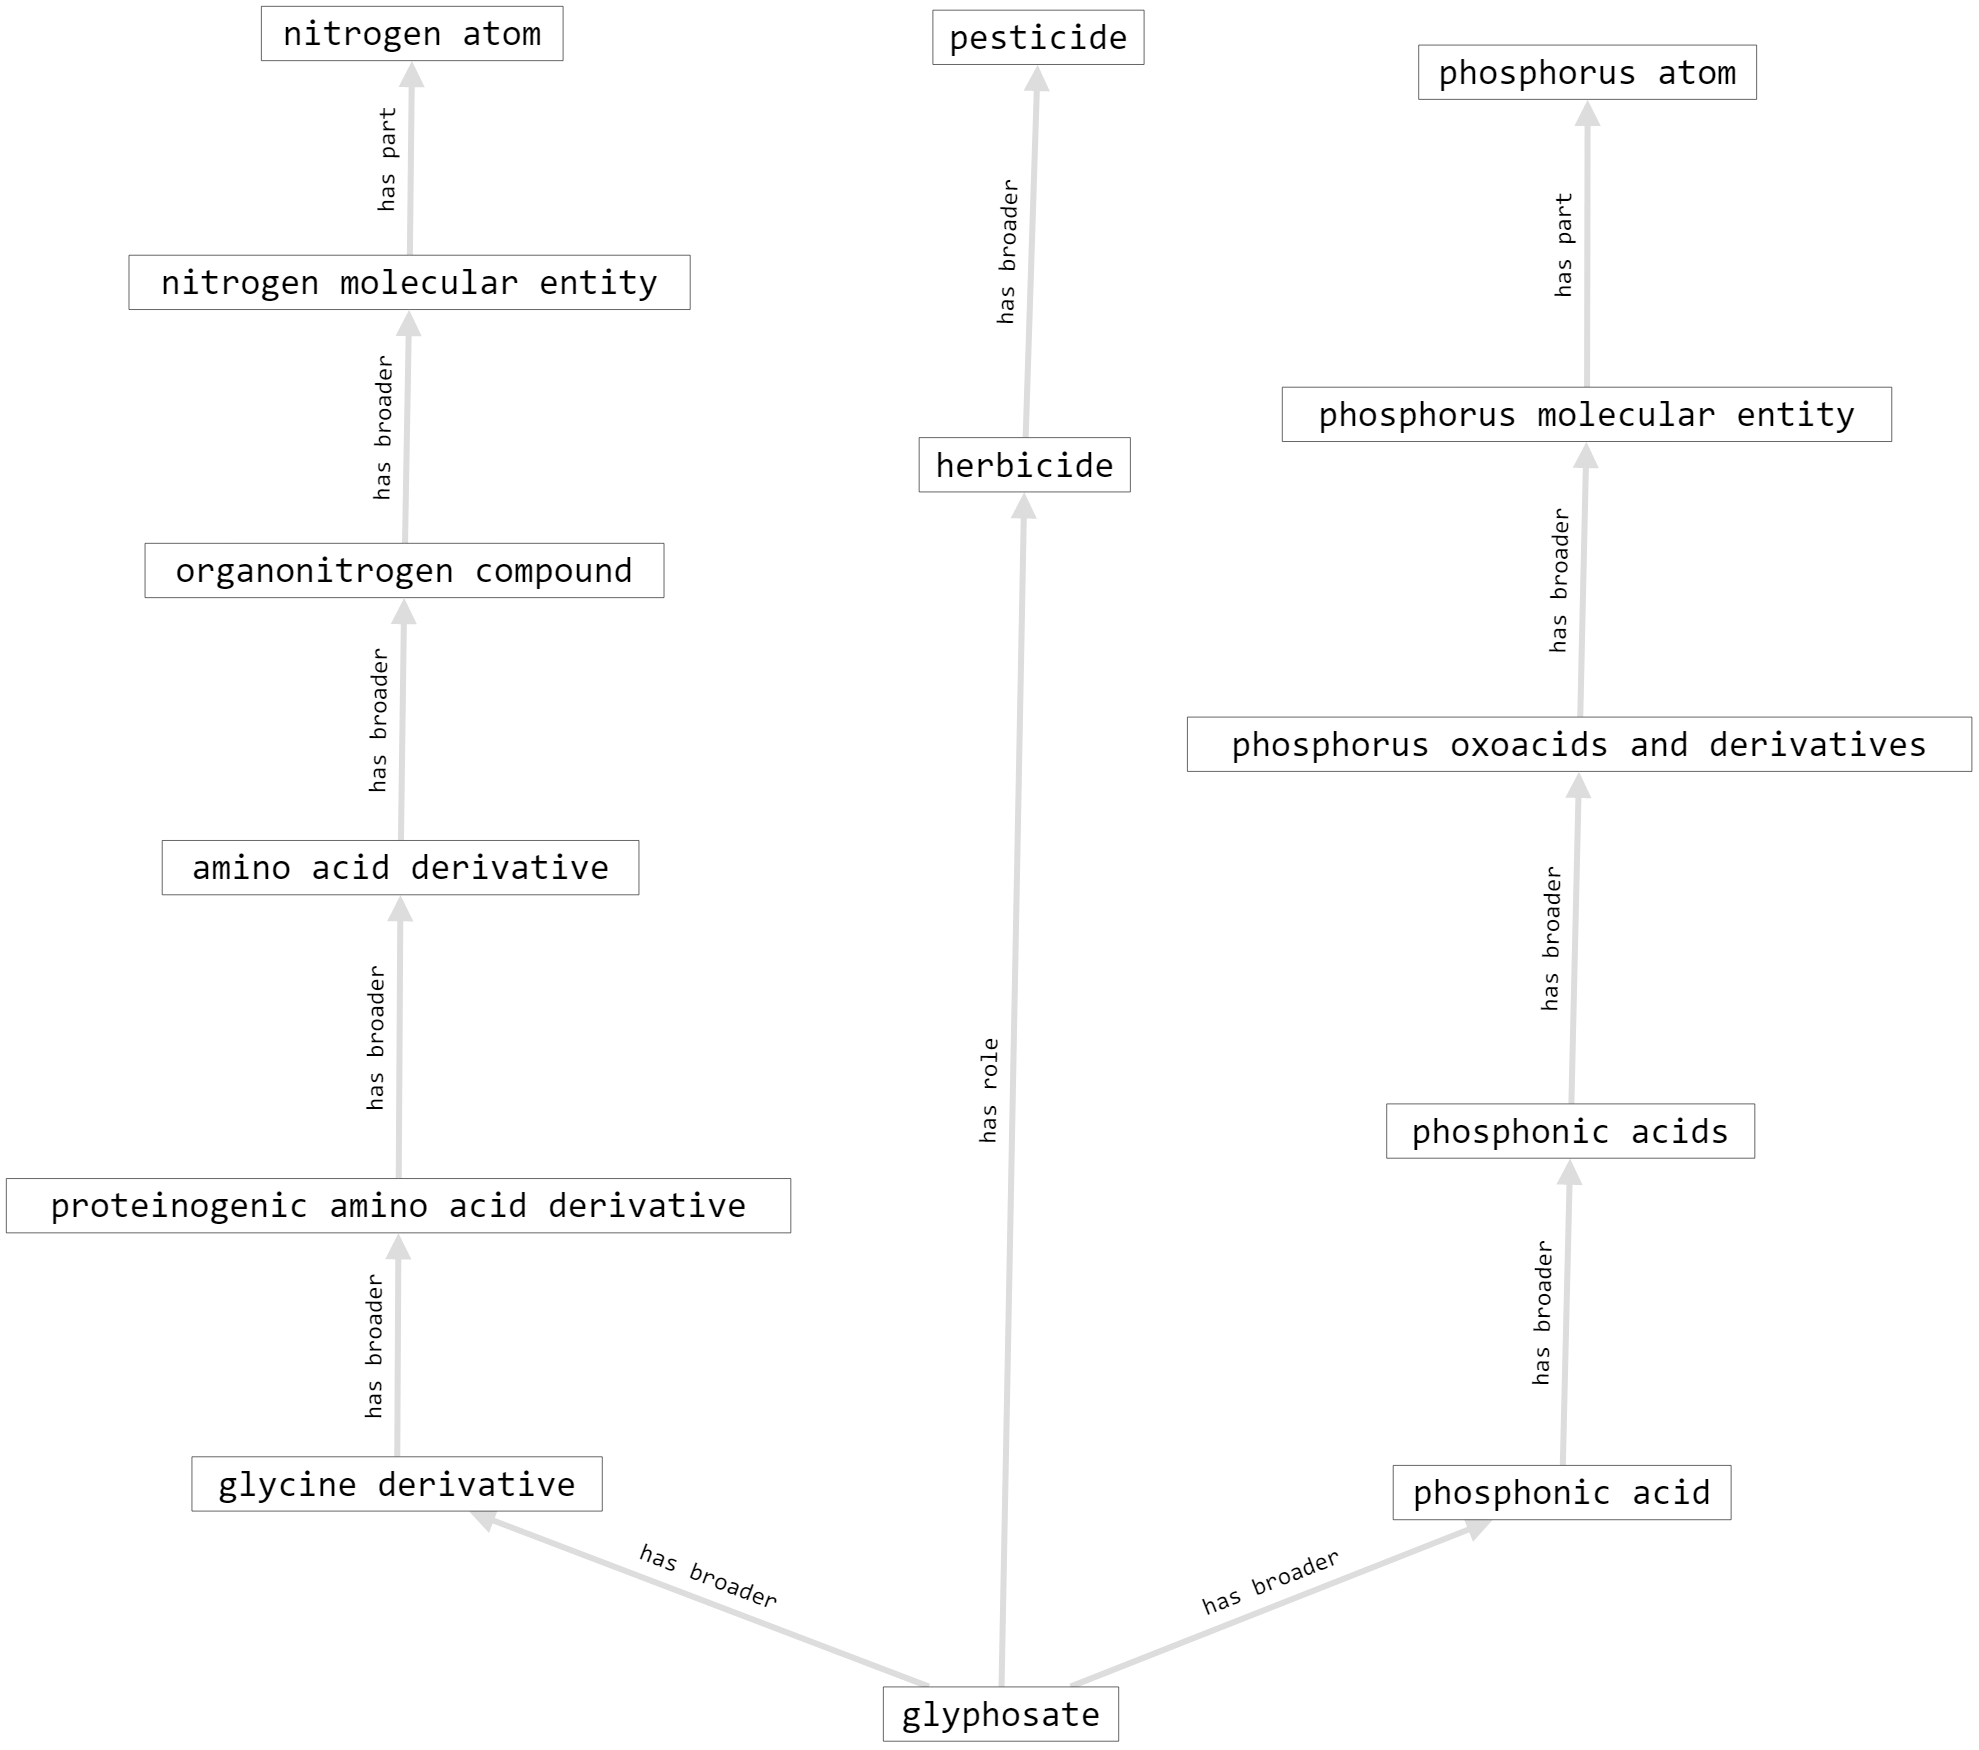 nitrogen atom
pesticide
phosphorus atom
has part
has broader
has part
nitrogen molecular entity
has broader
phosphorus molecular entity
herbicide
organonitrogen compound
has broader
has broader
phosphorus oxoacids and derivatives
amino acid derivative
has broader
has broader
has role
phosphonic acids
proteinogenic amino acid derivative
has broader
has broader
glycine derivative
phosphonic acid
has broader
has broader
glyphosate